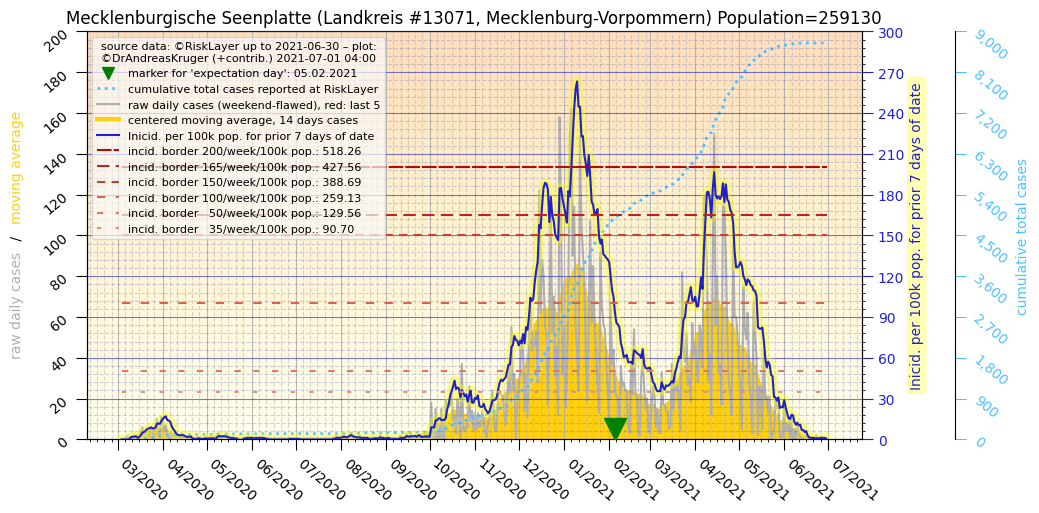 Mecklenburgische Seenplatte (Landkreis #13071, Mecklenburg-Vorpommern) Population=259130
source data: ©RiskLayer up to 2021-06-30 – plot:
©DrAndreasKruger (+contrib.) 2021-07-01 04:00
marker for 'expectation day': 05.02.2021
cumulative total cases reported at RiskLayer
raw daily cases (weekend-flawed), red: last 5
centered moving average, 14 days cases
Inicid. per 100k pop. for prior 7 days of date
incid. border 200/week/100k pop.: 518.26
incid. border 165/week/100k pop.: 427.56
incid. border 150/week/100k pop.: 388.69
incid. border 100/week/100k pop.: 259.13
incid. border   50/week/100k pop.: 129.56
incid. border   35/week/100k pop.: 90.70
raw daily cases   /   moving average
200
180
160
140
120
100
80
60
40
20
0
300
270
240
210
180
150
120
90
60
30
0
Inicid. per 100k pop. for prior 7 days of date
9,000
8,100
7,200
6,300
5,400
4,500
3,600
2,700
1,800
900
0
cumulative total cases
03/2020
04/2020
05/2020
06/2020
07/2020
08/2020
09/2020
10/2020
11/2020
12/2020
01/2021
02/2021
03/2021
04/2021
05/2021
06/2021
07/2021